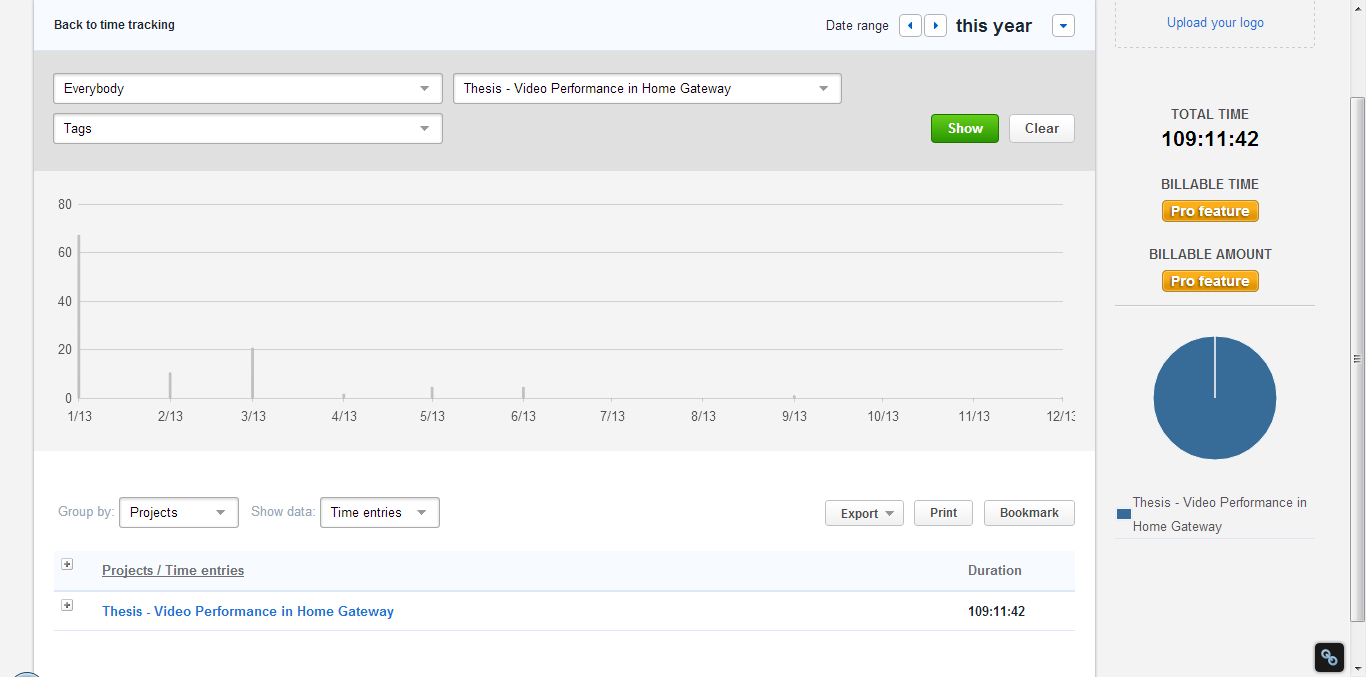 Back to time tracking
Date range this year
Upload your logo
Everybody
Thesis - Video Performance in Home Gateway
Tags
Show
Clear
TOTAL TIME
109:11:42
BILLABLE TIME
Pro feature
BILLABLE AMOUNT
Pro feature
80
60
40
20
0
1/13 2/13 3/13 4/13 5/13 6/13 7/13 8/13 9/13 10/13 11/13 12/13
Thesis - Video Performance in
Home Gateway
Group by: Projects Show data: Time entries
Export Print Bookmark
Projects / Time entries Duration
Thesis - Video Performance in Home Gateway 109:11:42